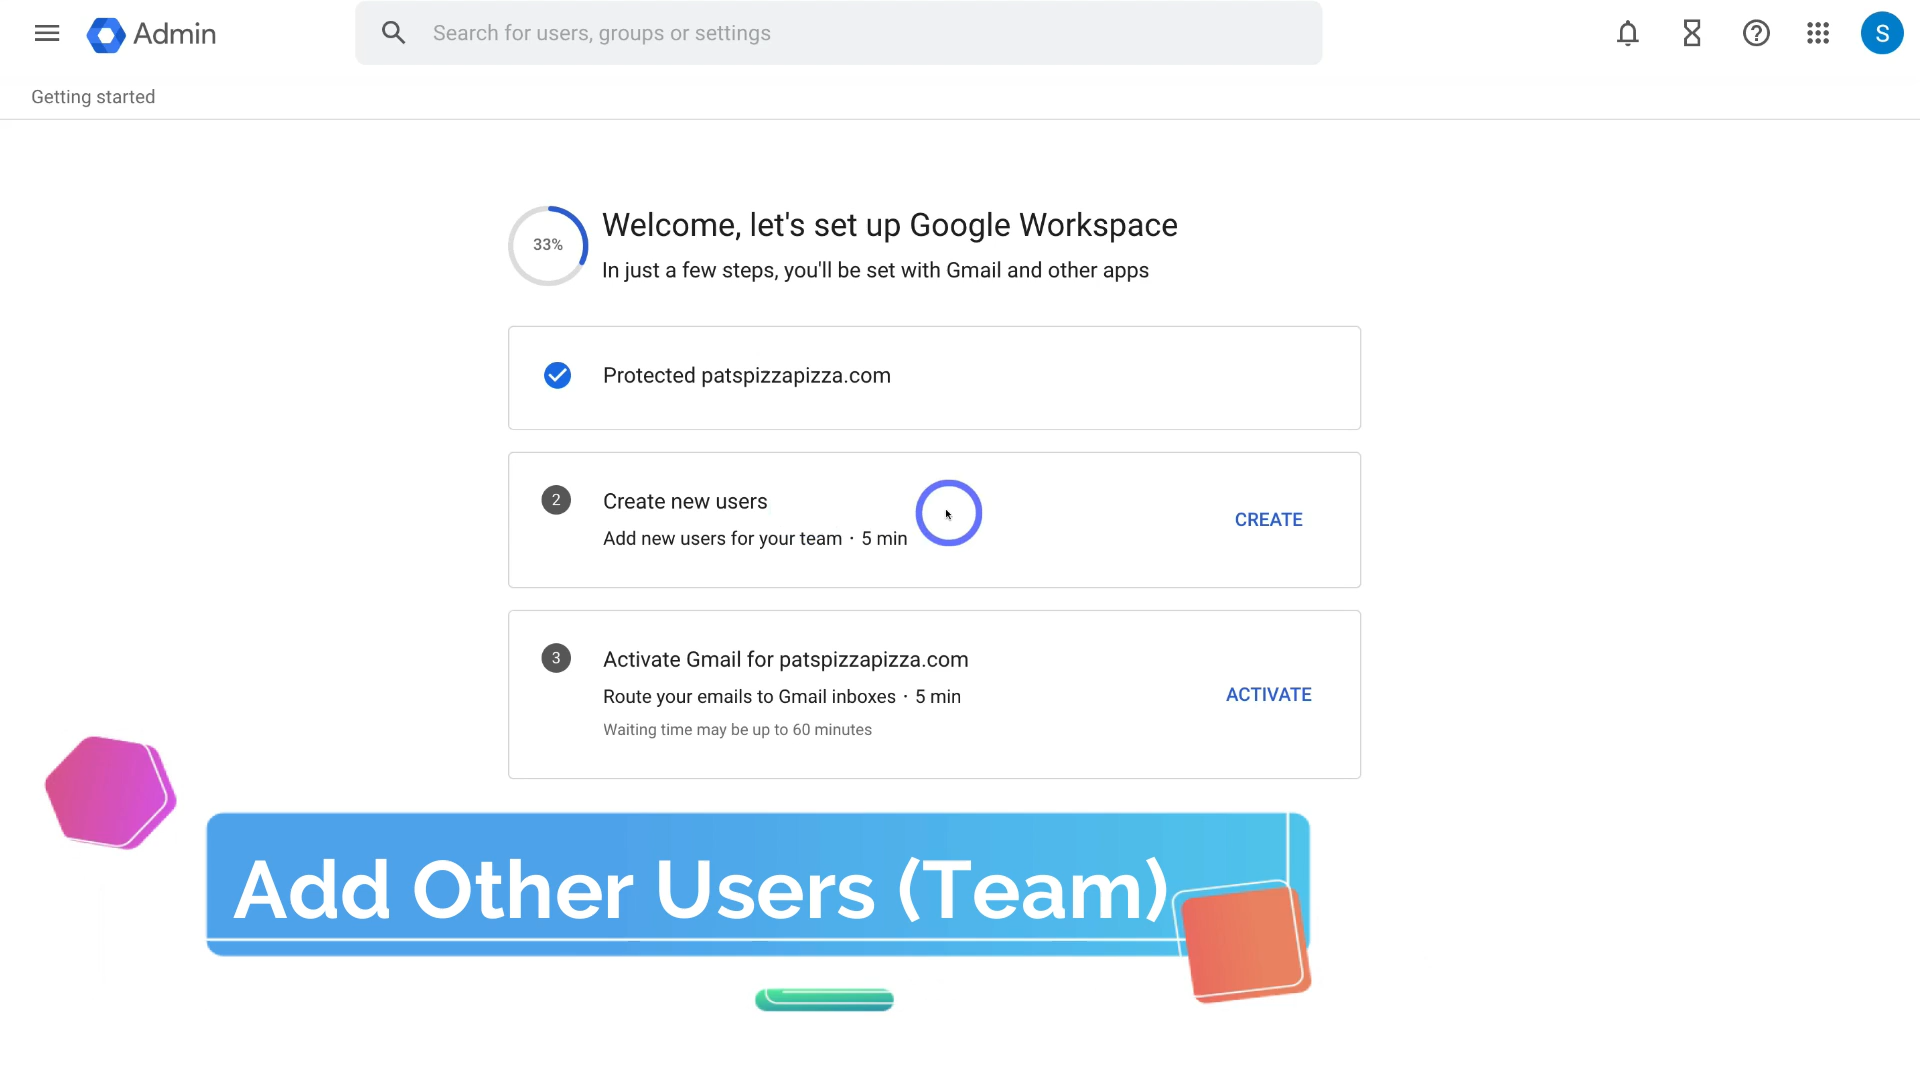 Admin
Search for users, groups or settings
S
Getting started
33%
Welcome, let's set up Google Workspace
In just a few steps, you'll be set with Gmail and other apps
Protected patspizzapizza.com
2
Create new users
Add new users for your team · 5 min
CREATE
3
Activate Gmail for patspizzapizza.com
Route your emails to Gmail inboxes · 5 min
Waiting time may be up to 60 minutes
ACTIVATE
Add Other Users (Team)